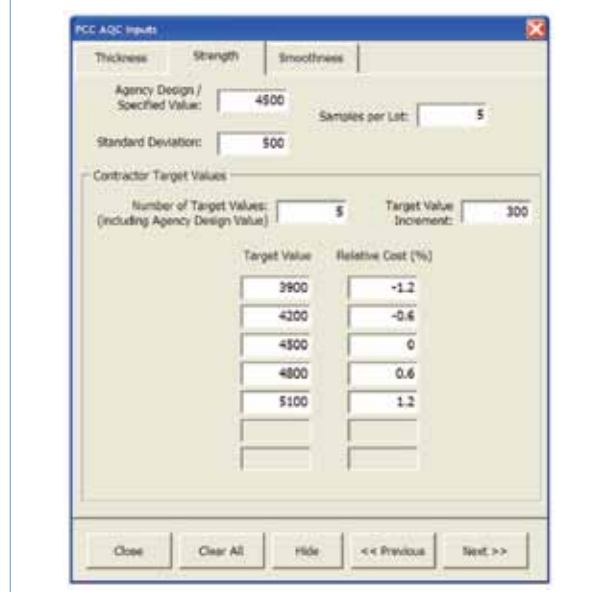 PCC AQC Inputs
Thickness Strength Smoothness
Agency Design /
Specified Value: 4500
Samples per Lot: 5
Standard Deviation: 500
Contractor Target Values
Number of Target Values:
(including Agency Design Value) 5
Target Value
Increment: 300
Target Value Relative Cost (%)
3900 -1.2
4200 -0.6
4500 0
4800 0.6
5100 1.2
Close Clear All Hide << Previous Next >>